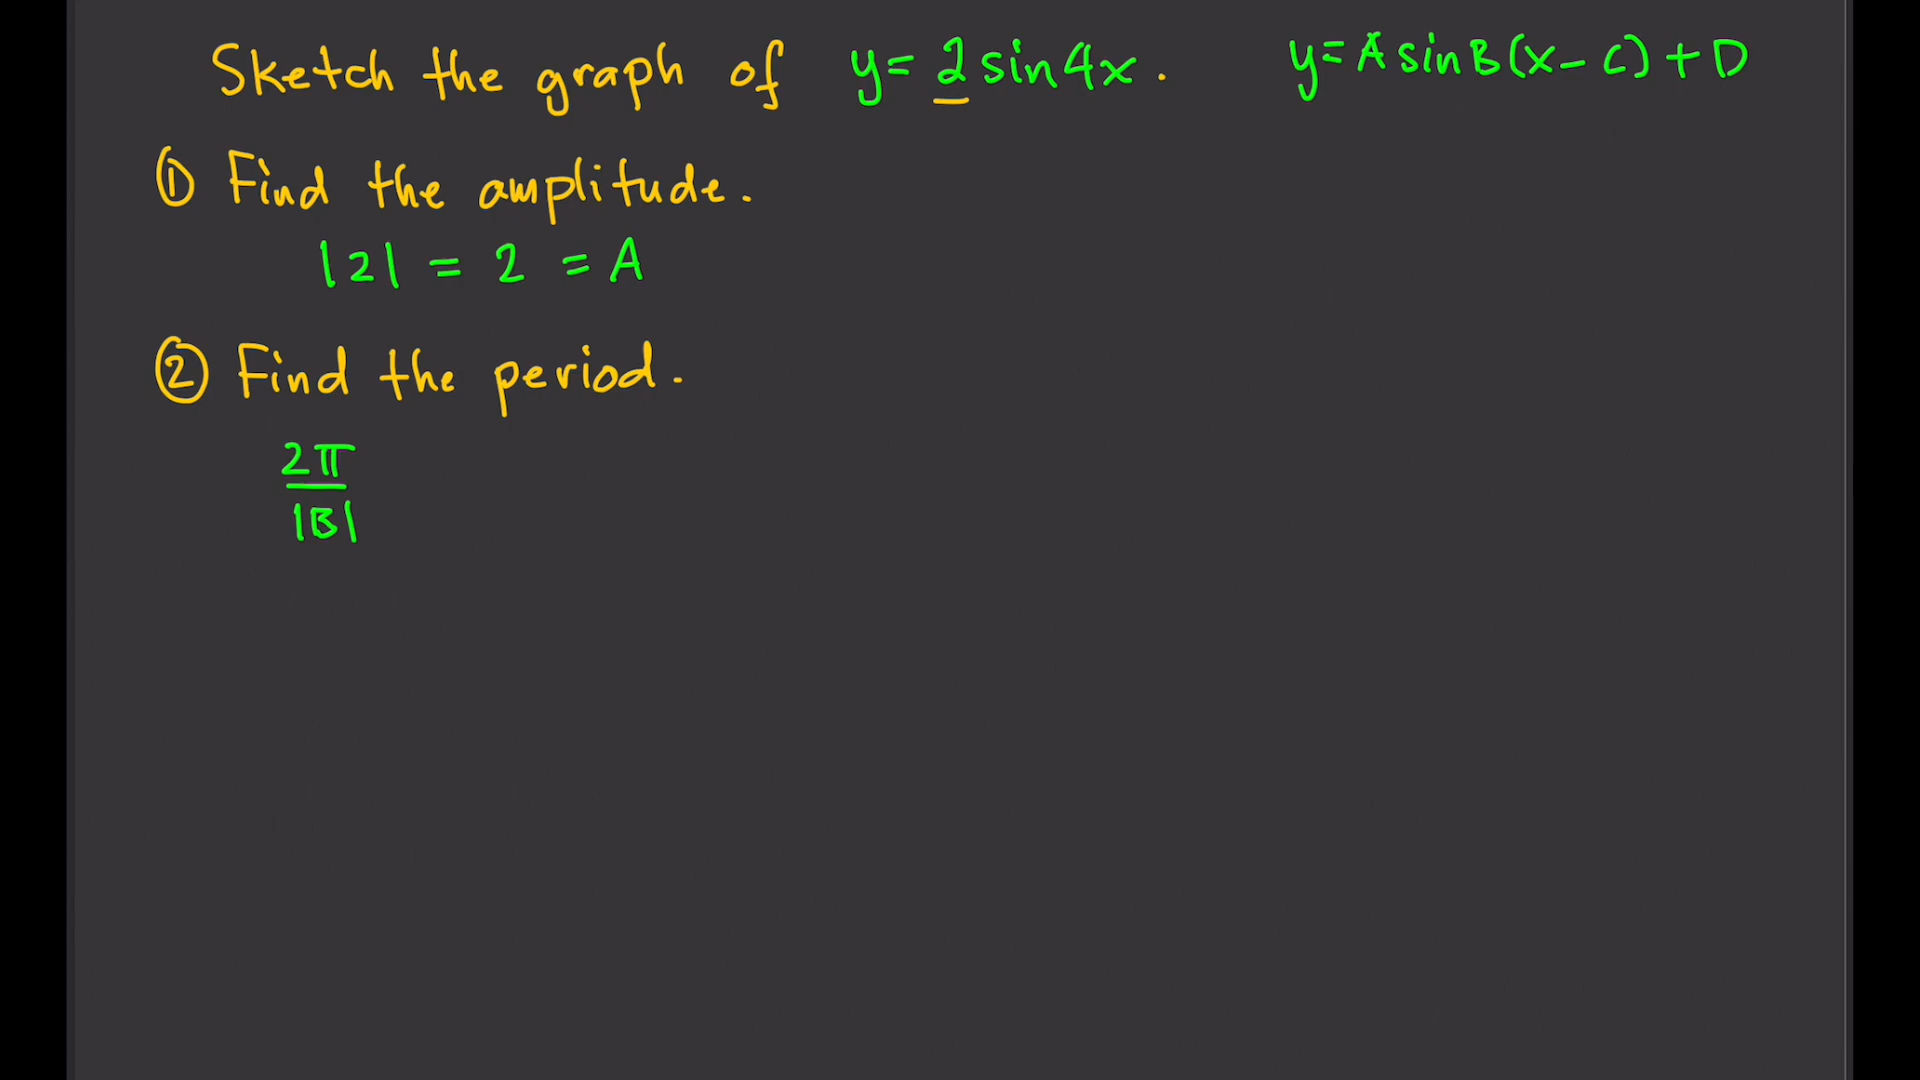 Sketch the graph of y = 2 sin 4x. y = A sin B (x - C) + D
① Find the amplitude.
|2| = 2 = A
② Find the period.
2π
|B|